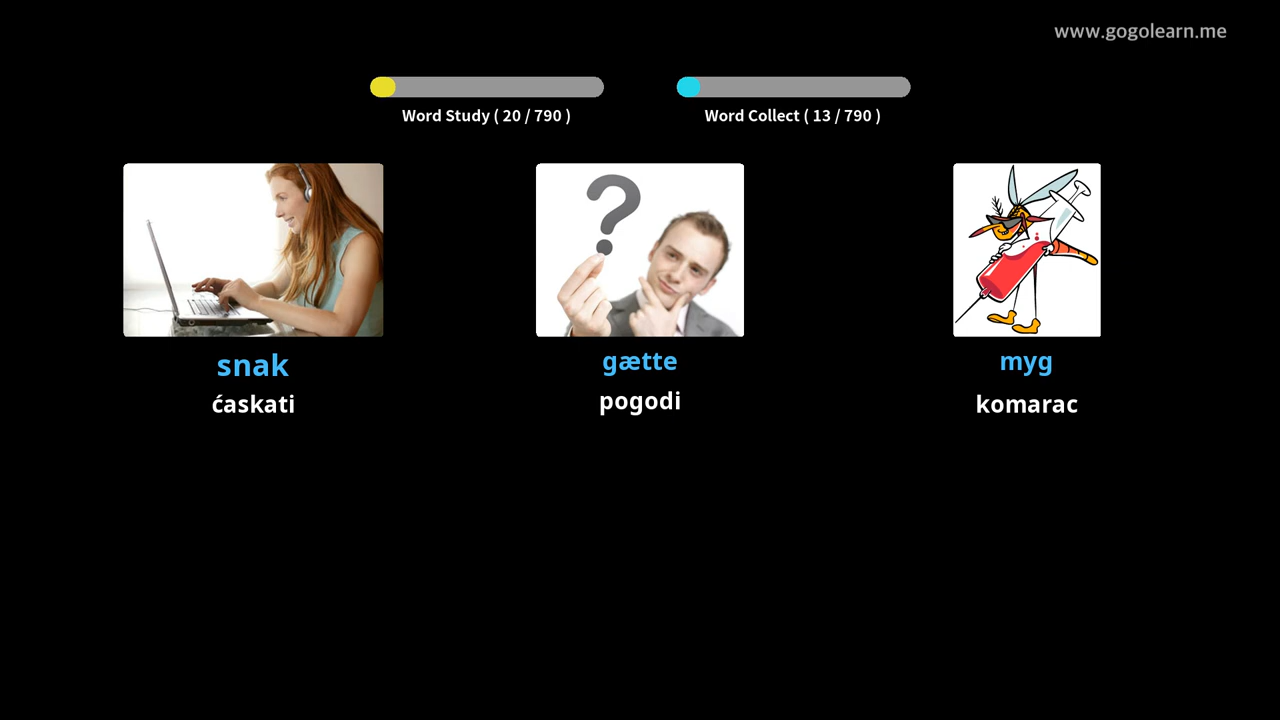 www.gogolearn.me
Word Study ( 20 / 790 )
Word Collect ( 13 / 790 )
snak
gætte
myg
ćaskati
pogodi
komarac